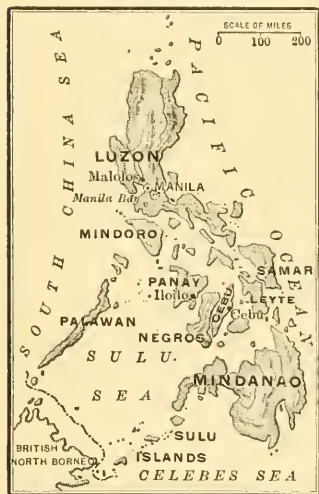 SCALE OF MILES
0 100 200
PACIFIC OCEAN
SOUTH CHINA SEA
LUZON
Malolos
MANILA
Manila Bay
MINDORO
SAMAR
PANAY
Iloilo
CEBU
LEYTE
Cebu
PALAWAN
NEGROS
SULU
SEA
MINDANAO
SULU
ISLANDS
BRITISH
NORTH BORNEO
CELEBES SEA